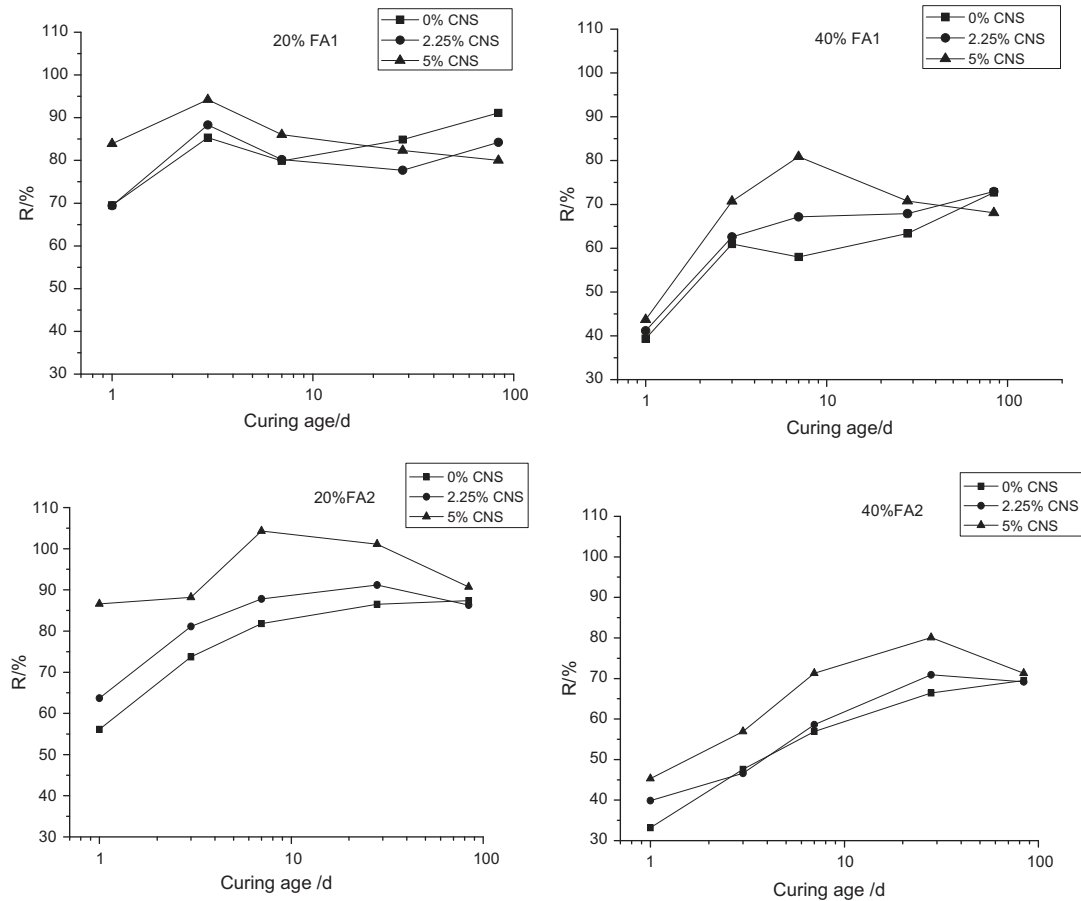 20% FA1
0% CNS
2.25% CNS
5% CNS
R/%
110
100
90
80
70
60
50
40
30
1
10
100
Curing age/d
40% FA1
0% CNS
2.25% CNS
5% CNS
R/%
110
100
90
80
70
60
50
40
30
1
10
100
Curing age/d
20%FA2
0% CNS
2.25% CNS
5% CNS
R/%
110
100
90
80
70
60
50
40
30
1
10
100
Curing age /d
40%FA2
0% CNS
2.25% CNS
5% CNS
R/%
110
100
90
80
70
60
50
40
30
1
10
100
Curing age/d